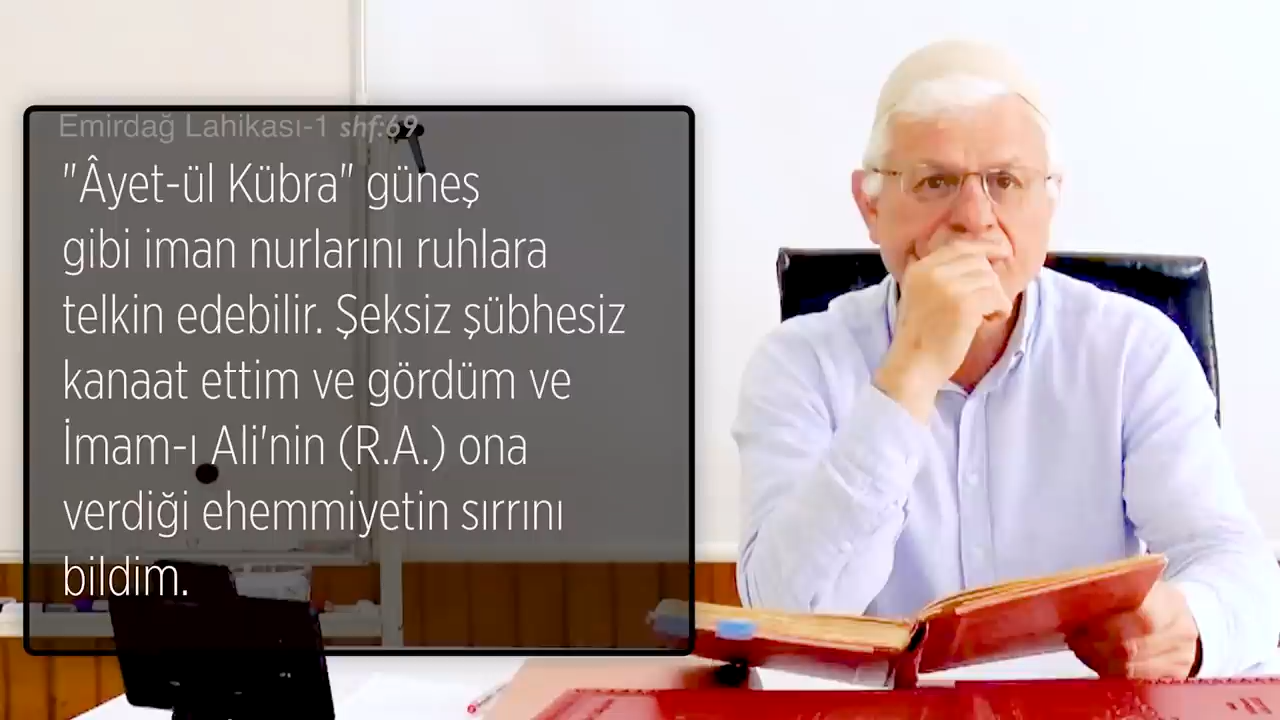 Emirdağ Lahikası-1 shf:69
"Âyet-ül Kübra" güneş
gibi iman nurlarını ruhlara
telkin edebilir. Şeksiz şübhesiz
kanaat ettim ve gördüm ve
İmam-ı Ali'nin (R.A.) ona
verdiği ehemmiyetin sırrını
bildim.